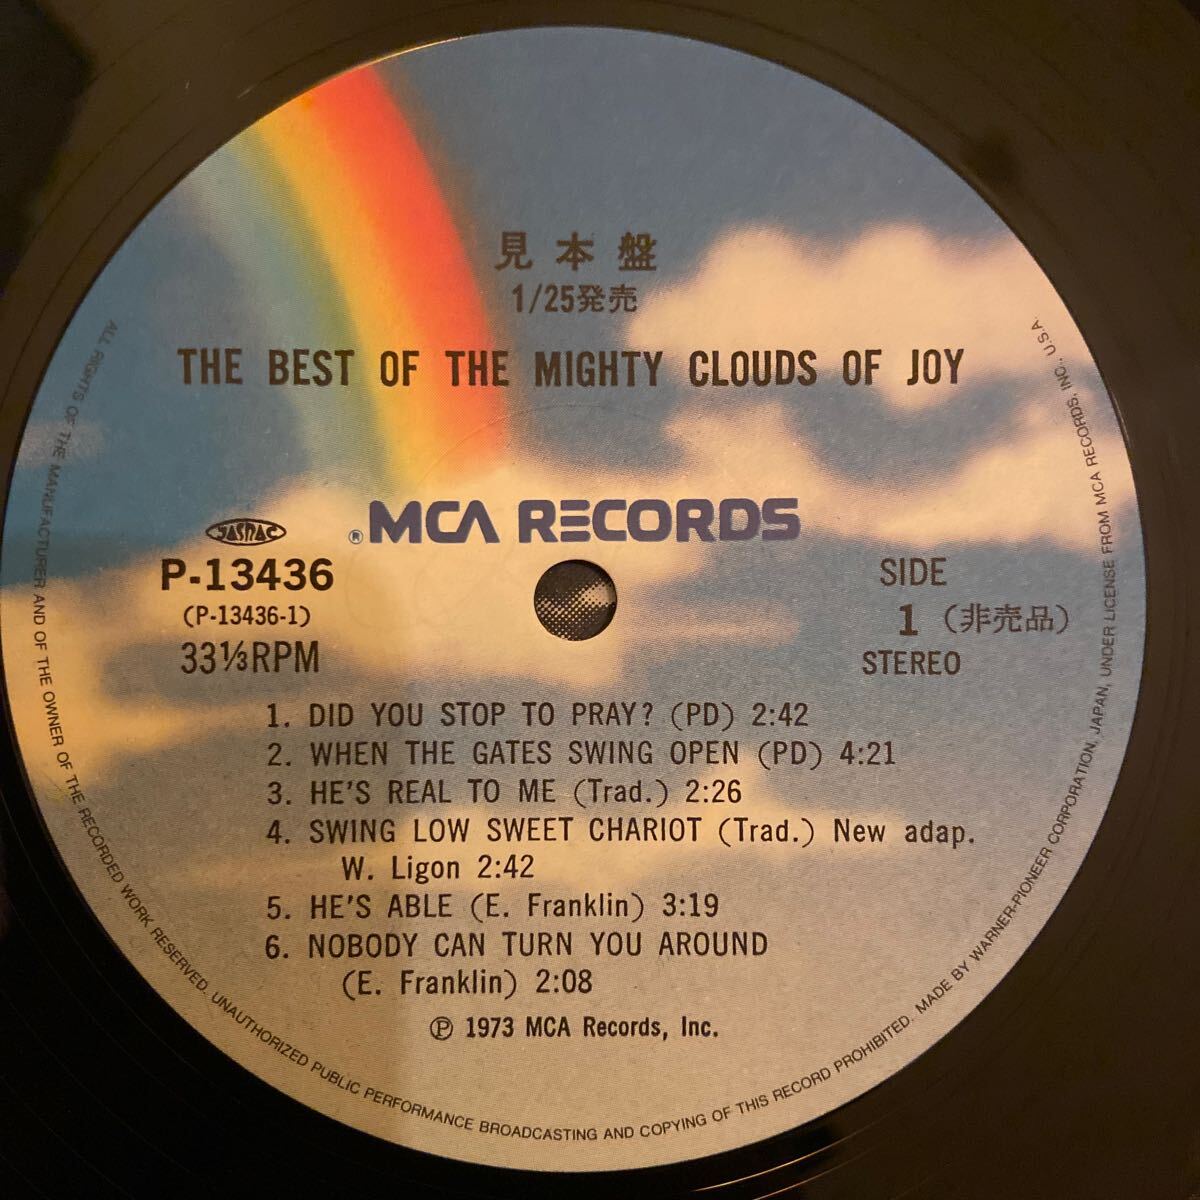 見本盤
1/25発売
THE BEST OF THE MIGHTY CLOUDS OF JOY
JASRAC
®MCA RECORDS
P-13436
(P-13436-1)
33⅓RPM
SIDE
1 (非売品)
STEREO
1. DID YOU STOP TO PRAY? (PD) 2:42
2. WHEN THE GATES SWING OPEN (PD) 4:21
3. HE'S REAL TO ME (Trad.) 2:26
4. SWING LOW SWEET CHARIOT (Trad.) New adap.
W. Ligon 2:42
5. HE'S ABLE (E. Franklin) 3:19
6. NOBODY CAN TURN YOU AROUND
(E. Franklin) 2:08
Ⓟ 1973 MCA Records, Inc.
ALL RIGHTS OF THE MANUFACTURER AND OF THE OWNER OF THE RECORDED WORK RESERVED. UNAUTHORIZED PUBLIC PERFORMANCE BROADCASTING AND COPYING OF THIS RECORD PROHIBITED. MADE BY WARNER-PIONEER CORPORATION, JAPAN, UNDER LICENSE FROM MCA RECORDS, INC., U.S.A.